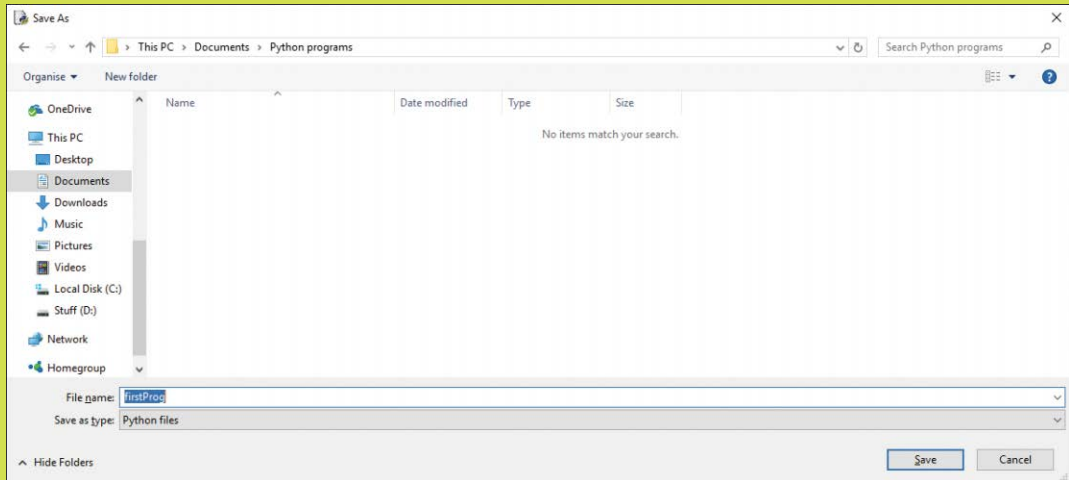 Save As
This PC > Documents > Python programs
Search Python programs
Organise
New folder
Name Date modified Type Size
No items match your search.
OneDrive
This PC
Desktop
Documents
Downloads
Music
Pictures
Videos
Local Disk (C:)
Stuff (D:)
Network
Homegroup
File name: firstProg
Save as type: Python files
Hide Folders
Save Cancel